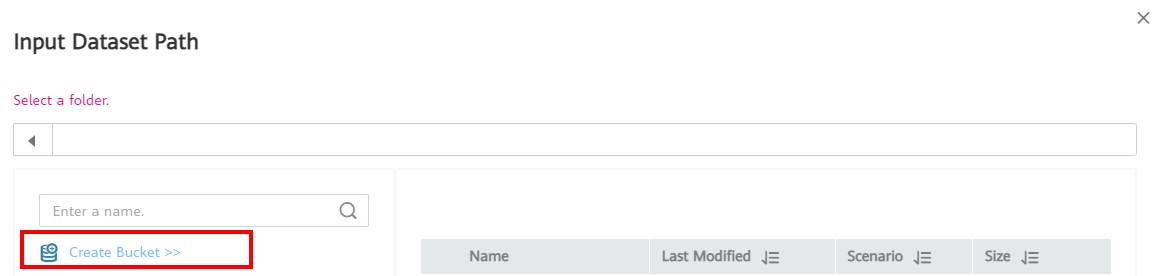 Input Dataset Path
Select a folder.
Enter a name.
Create Bucket >>
Name Last Modified Scenario Size